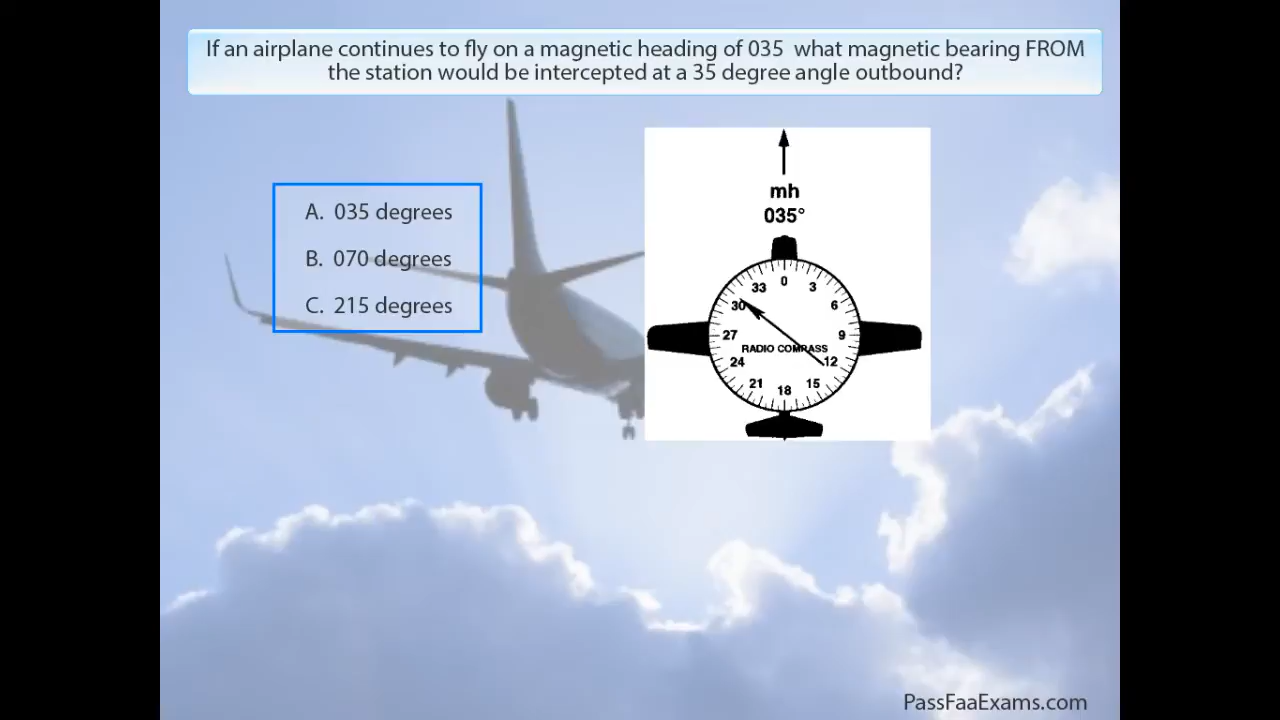 If an airplane continues to fly on a magnetic heading of 035 what magnetic bearing FROM
the station would be intercepted at a 35 degree angle outbound?
A. 035 degrees
B. 070 degrees
C. 215 degrees
mh
035°
0
33
3
30
6
27
9
RADIO COMPASS
24
12
21
15
18
PassFaaExams.com